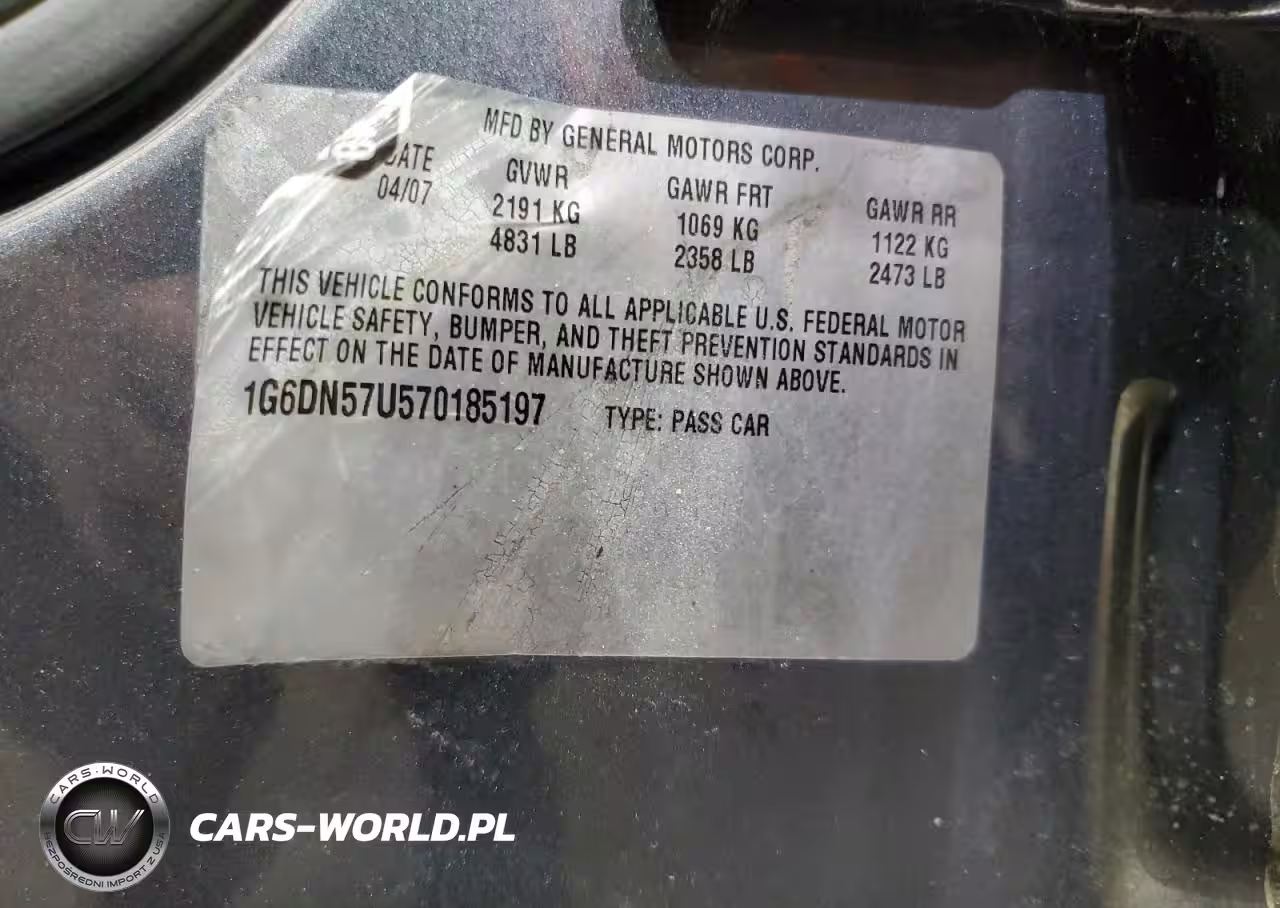 MFD BY GENERAL MOTORS CORP.
DATE GVWR GAWR FRT GAWR RR
04/07 2191 KG 1069 KG 1122 KG
4831 LB 2358 LB 2473 LB
THIS VEHICLE CONFORMS TO ALL APPLICABLE U.S. FEDERAL MOTOR
VEHICLE SAFETY, BUMPER, AND THEFT PREVENTION STANDARDS IN
EFFECT ON THE DATE OF MANUFACTURE SHOWN ABOVE.
1G6DN57U570185197 TYPE: PASS CAR
CARS-WORLD
CW
BEZPOŚREDNI IMPORT Z USA
CARS-WORLD.PL